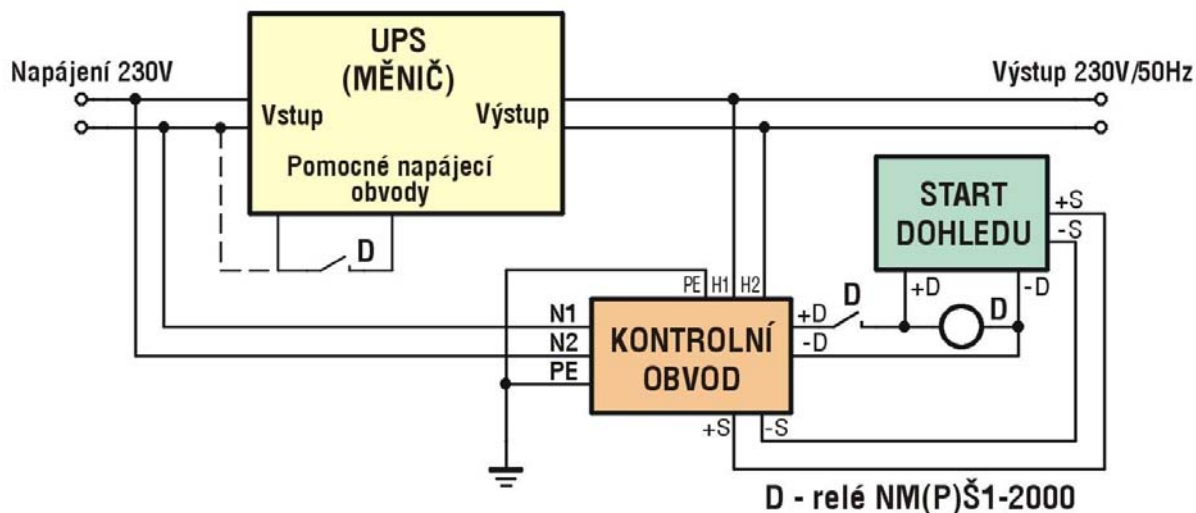 UPS
(MĚNIČ)
Napájení 230V
Výstup 230V/50Hz
Vstup
Výstup
Pomocné napájecí
obvody
D
START
DOHLEDU
+S
-S
+D
-D
PE H1 H2
N1
N2
PE
KONTROLNÍ
OBVOD
+D
-D
D
D
+S
-S
D - relé NM(P)Š1-2000